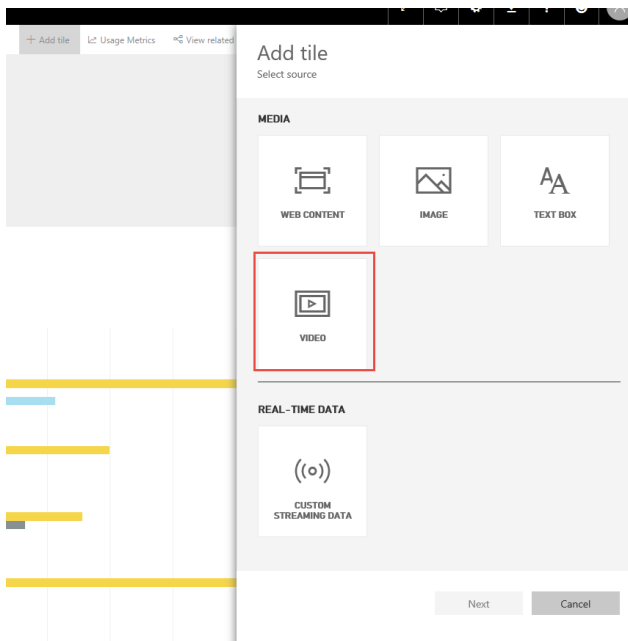 Add tile
Usage Metrics
View related
Add tile
Select source
MEDIA
WEB CONTENT
IMAGE
TEXT BOX
VIDEO
REAL-TIME DATA
CUSTOM
STREAMING DATA
Next
Cancel